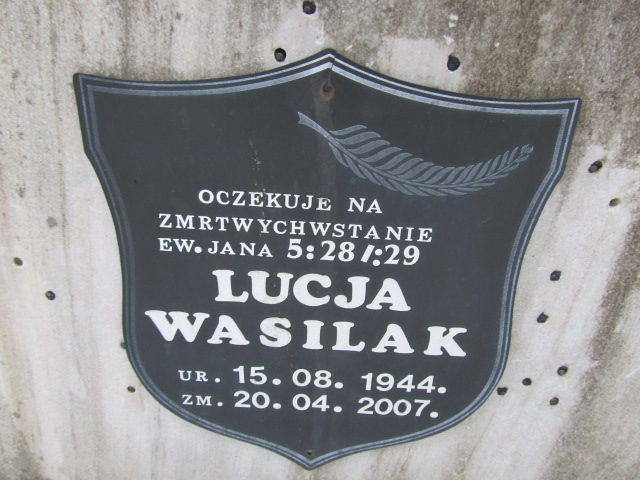 OCZEKUJE NA
ZMRTWYCHWSTANIE
EW. JANA 5:28/:29
LUCJA
WASILAK
UR. 15. 08. 1944.
ZM. 20. 04. 2007.